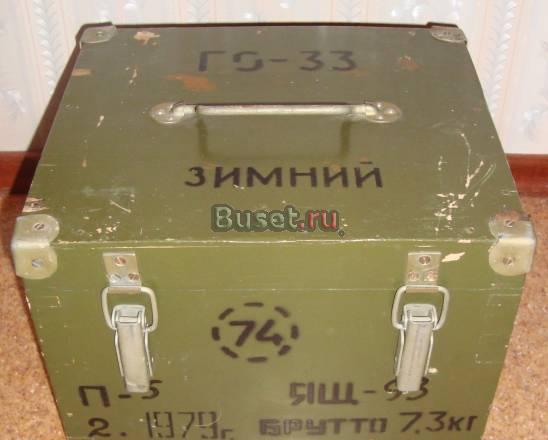 ГО-33
ЗИМНИЙ
Buset.ru
74
П-5 ЯЩ-93
2. 1979г. БРУТТО 7.3кг